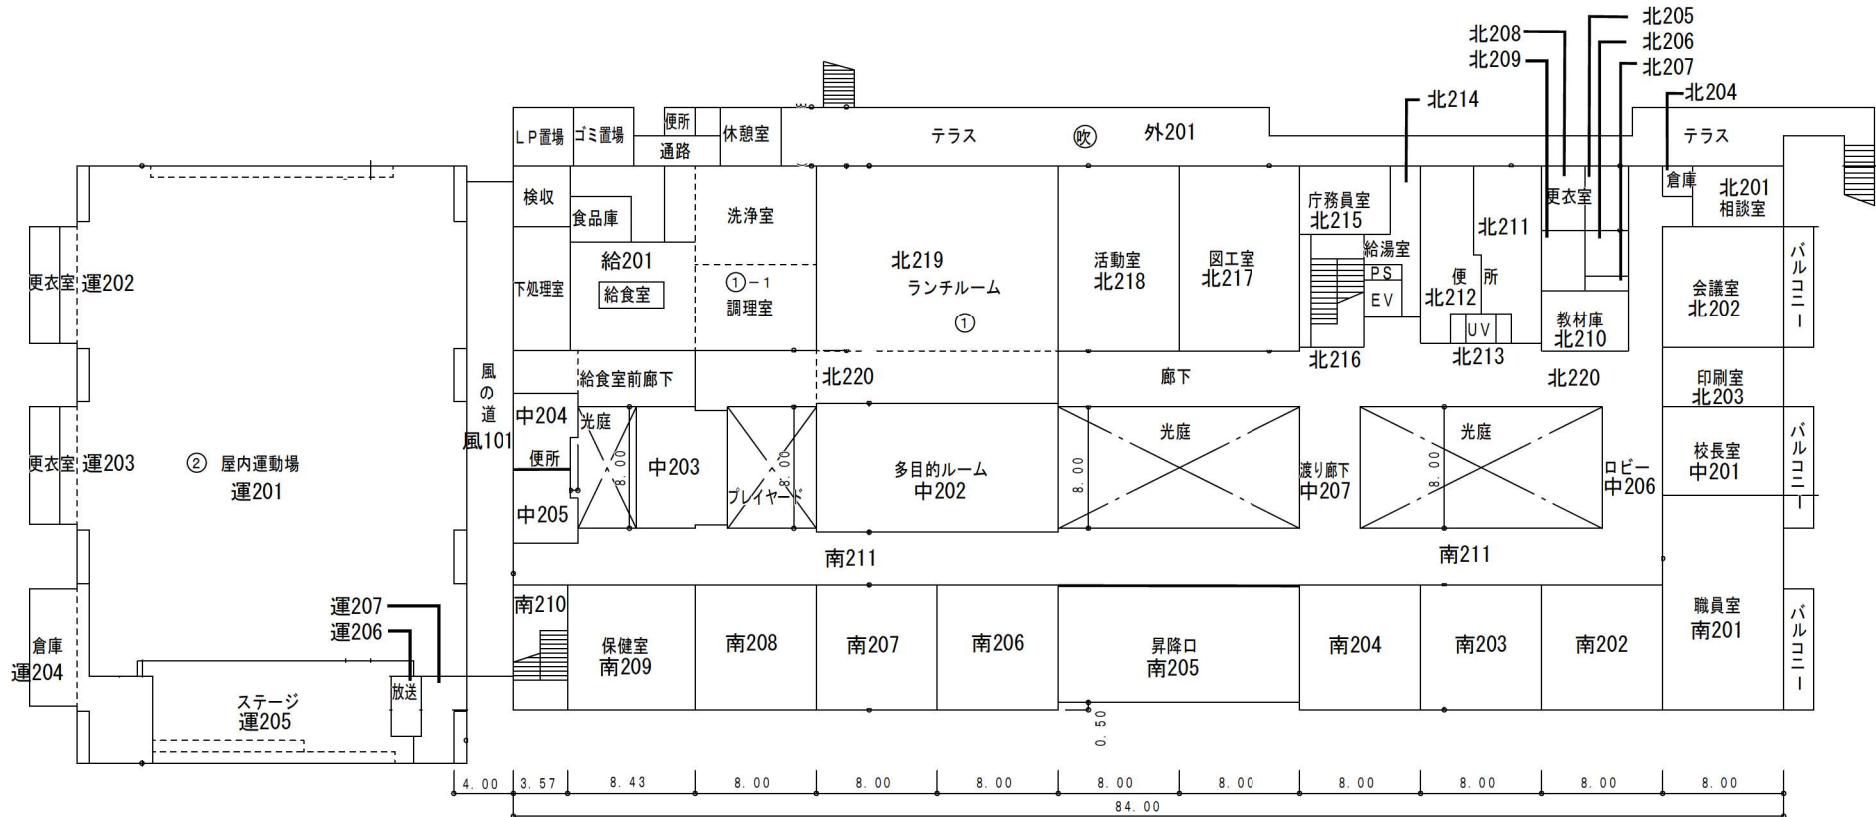 北205
北208
北206
北209
北207
北204
北214
LP置場
ゴミ置場
便所
通路
休憩室
テラス
吹
外201
テラス
検収
食品庫
洗浄室
庁務員室
北215
更衣室
倉庫
北201
相談室
北211
給湯室
PS
EV
便所
北212
UV
北213
更衣室
運202
下処理室
給201
給食室
①-1
調理室
北219
ランチルーム
①
活動室
北218
図工室
北217
北216
教材庫
北210
会議室
北202
バルコニー
風の道
風101
給食室前廊下
北220
廊下
北220
印刷室
北203
更衣室
運203
② 屋内運動場
運201
中204
便所
中205
光庭
8.00
中203
8.00
プレイヤード
多目的ルーム
中202
8.00
光庭
渡り廊下
中207
8.00
光庭
ロビー
中206
校長室
中201
バルコニー
南211
南211
運207
運206
倉庫
運204
放送
ステージ
運205
南210
保健室
南209
南208
南207
南206
昇降口
南205
南204
南203
南202
職員室
南201
バルコニー
0.50
4.00
3.57
8.43
8.00
8.00
8.00
8.00
8.00
8.00
8.00
8.00
8.00
84.00